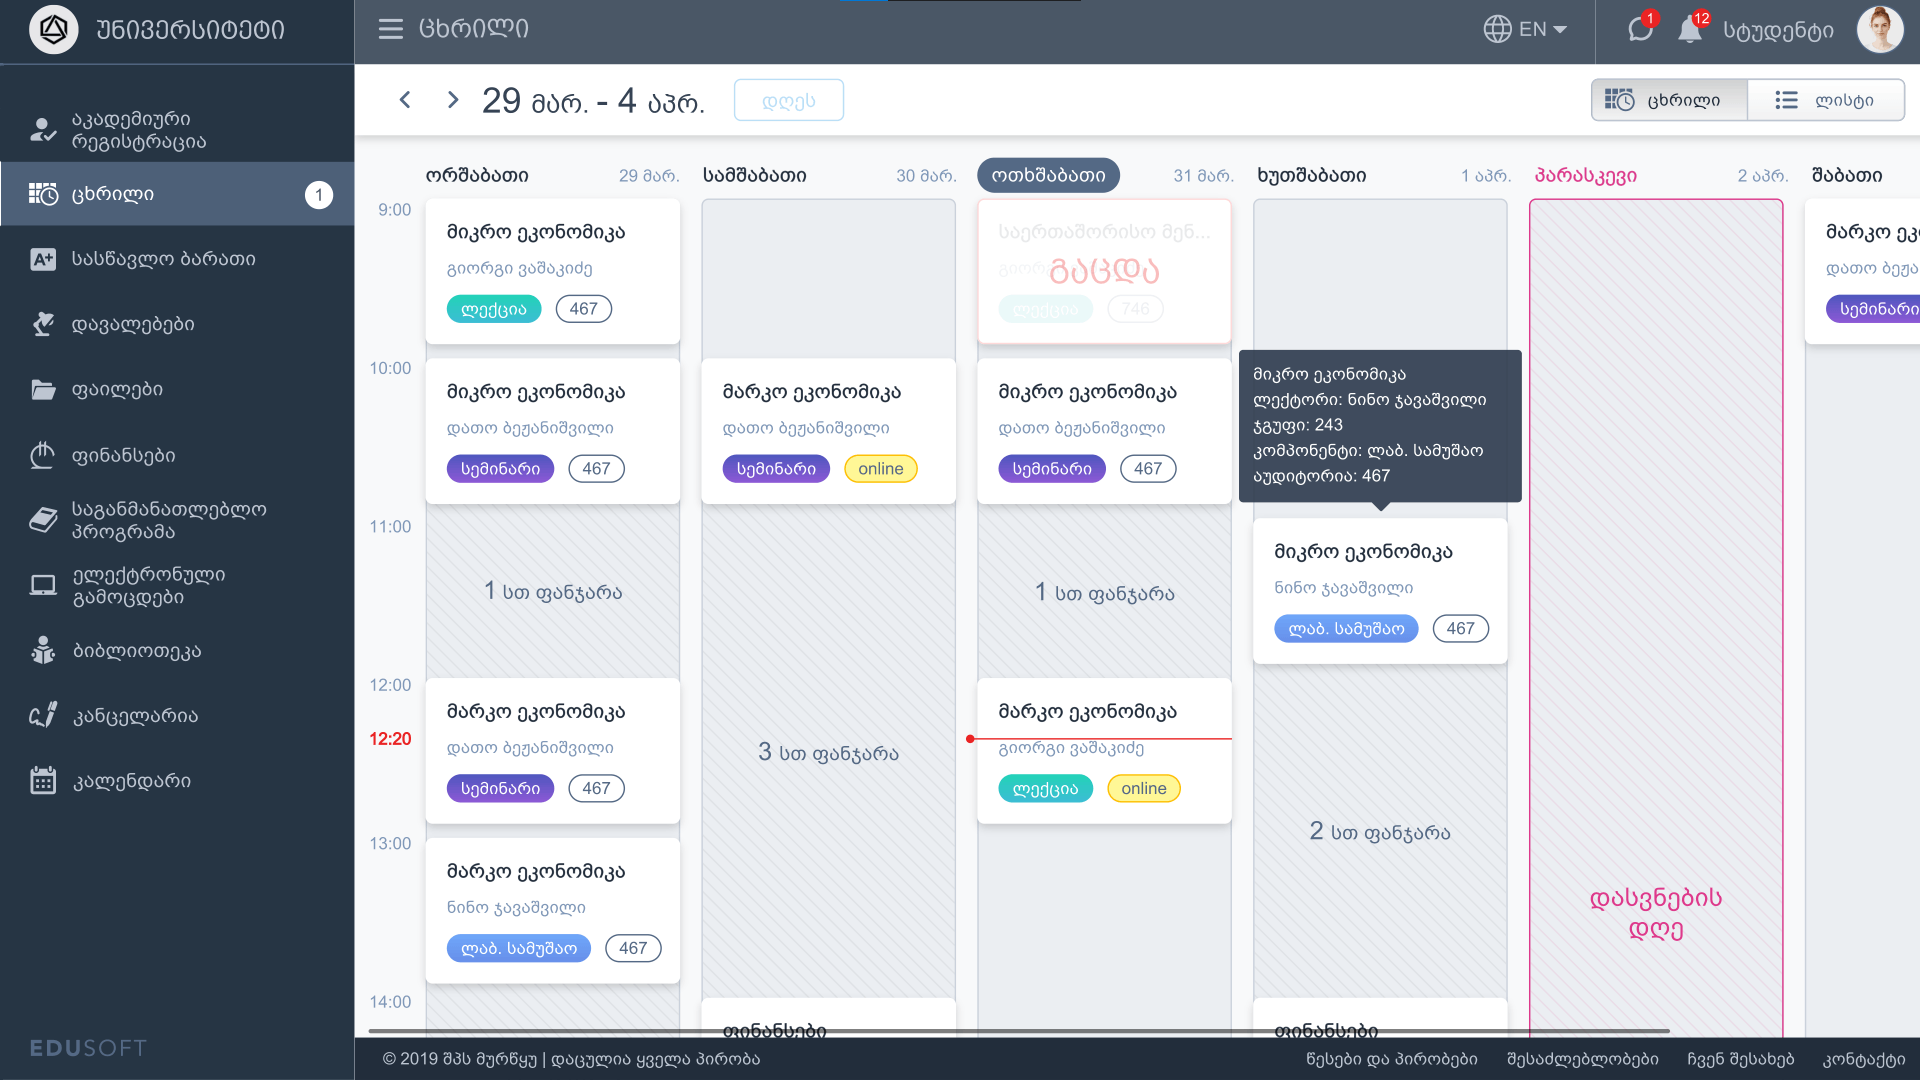 უნივერსიტეტი
ცხრილი
EN
1
12
სტუდენტი
აკადემიური
რეგისტრაცია
ცხრილი
1
სასწავლო ბარათი
დავალებები
ფაილები
ფინანსები
საგანმანათლებლო
პროგრამა
ელექტრონული
გამოცდები
ბიბლიოთეკა
კანცელარია
კალენდარი
EDUSOFT
29 მარ. - 4 აპრ.
დღეს
ცხრილი
ლისტი
ორშაბათი 29 მარ.
სამშაბათი 30 მარ.
ოთხშაბათი 31 მარ.
ხუთშაბათი 1 აპრ.
პარასკევი 2 აპრ.
შაბათი
9:00
10:00
11:00
12:00
12:20
13:00
14:00
მიკრო ეკონომიკა
გიორგი ვაშაკიძე
ლექცია 467
მიკრო ეკონომიკა
დათო ბეჟანიშვილი
სემინარი 467
1 სთ ფანჯარა
მარკო ეკონომიკა
დათო ბეჟანიშვილი
სემინარი 467
მარკო ეკონომიკა
ნინო ჯავაშვილი
ლაბ. სამუშაო 467
მარკო ეკონომიკა
დათო ბეჟანიშვილი
სემინარი online
3 სთ ფანჯარა
ფინანსები
საერთაშორისო მენ...
გაცდა
ლექცია 746
მიკრო ეკონომიკა
დათო ბეჟანიშვილი
სემინარი 467
1 სთ ფანჯარა
მარკო ეკონომიკა
გიორგი ვაშაკიძე
ლექცია online
მიკრო ეკონომიკა
ლექტორი: ნინო ჯავაშვილი
ჯგუფი: 243
კომპონენტი: ლაბ. სამუშაო
აუდიტორია: 467
მიკრო ეკონომიკა
ნინო ჯავაშვილი
ლაბ. სამუშაო 467
2 სთ ფანჯარა
ფინანსები
დასვნების
დღე
მარკო ეკ
დათო ბეჟა
სემინარი
© 2019 შპს მურწყუ | დაცულია ყველა პირობა
წესები და პირობები
შესაძლებლობები
ჩვენ შესახებ
კონტაქტი